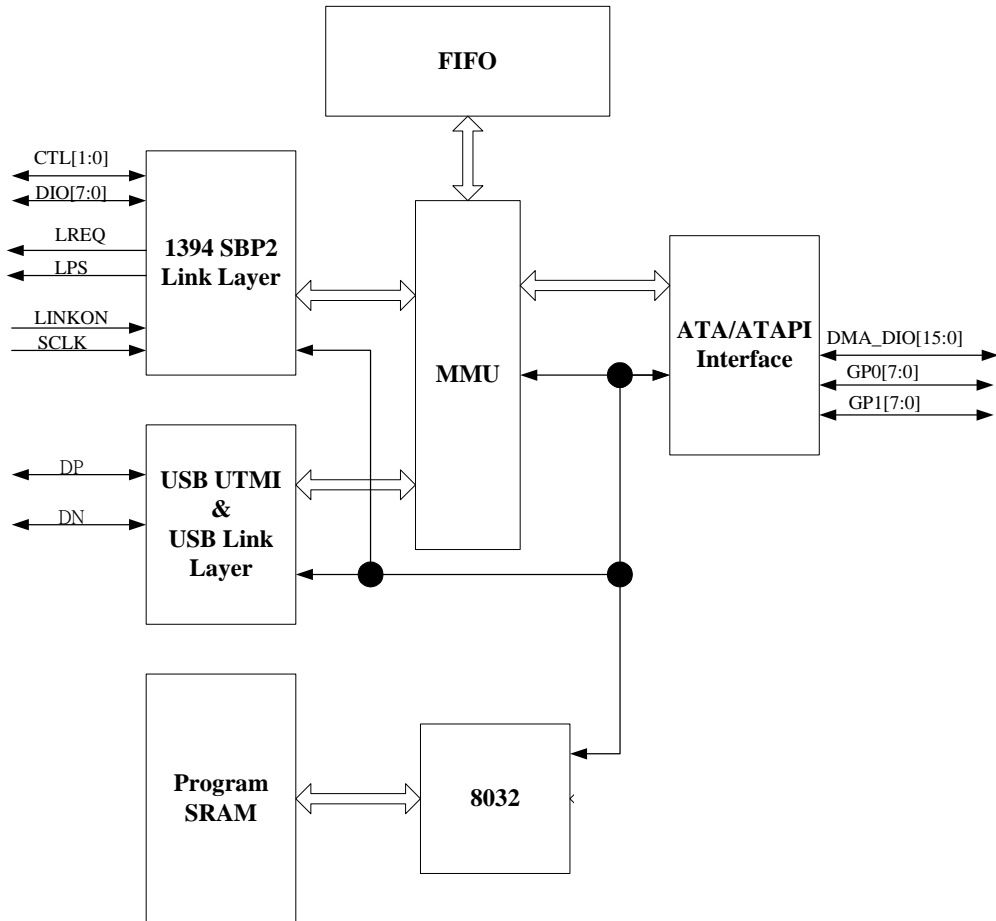 FIFO
CTL[1:0]
DIO[7:0]
LREQ
LPS
LINKON
SCLK
1394 SBP2
Link Layer
MMU
ATA/ATAPI
Interface
DMA_DIO[15:0]
GP0[7:0]
GP1[7:0]
DP
DN
USB UTMI
&
USB Link
Layer
Program
SRAM
8032